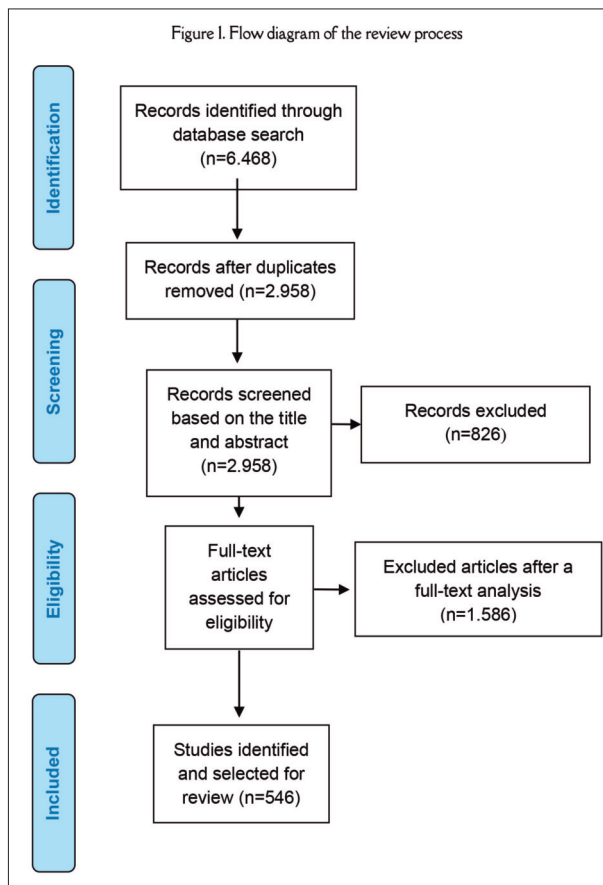 Figure 1. Flow diagram of the review process
Identification
Records identified through
database search
(n=6.468)
Records after duplicates
removed (n=2.958)
Screening
Records screened
based on the title
and abstract
(n=2.958)
Records excluded
(n=826)
Eligibility
Full-text
articles
assessed for
eligibility
Excluded articles after a
full-text analysis
(n=1.586)
Included
Studies identified
and selected for
review (n=546)